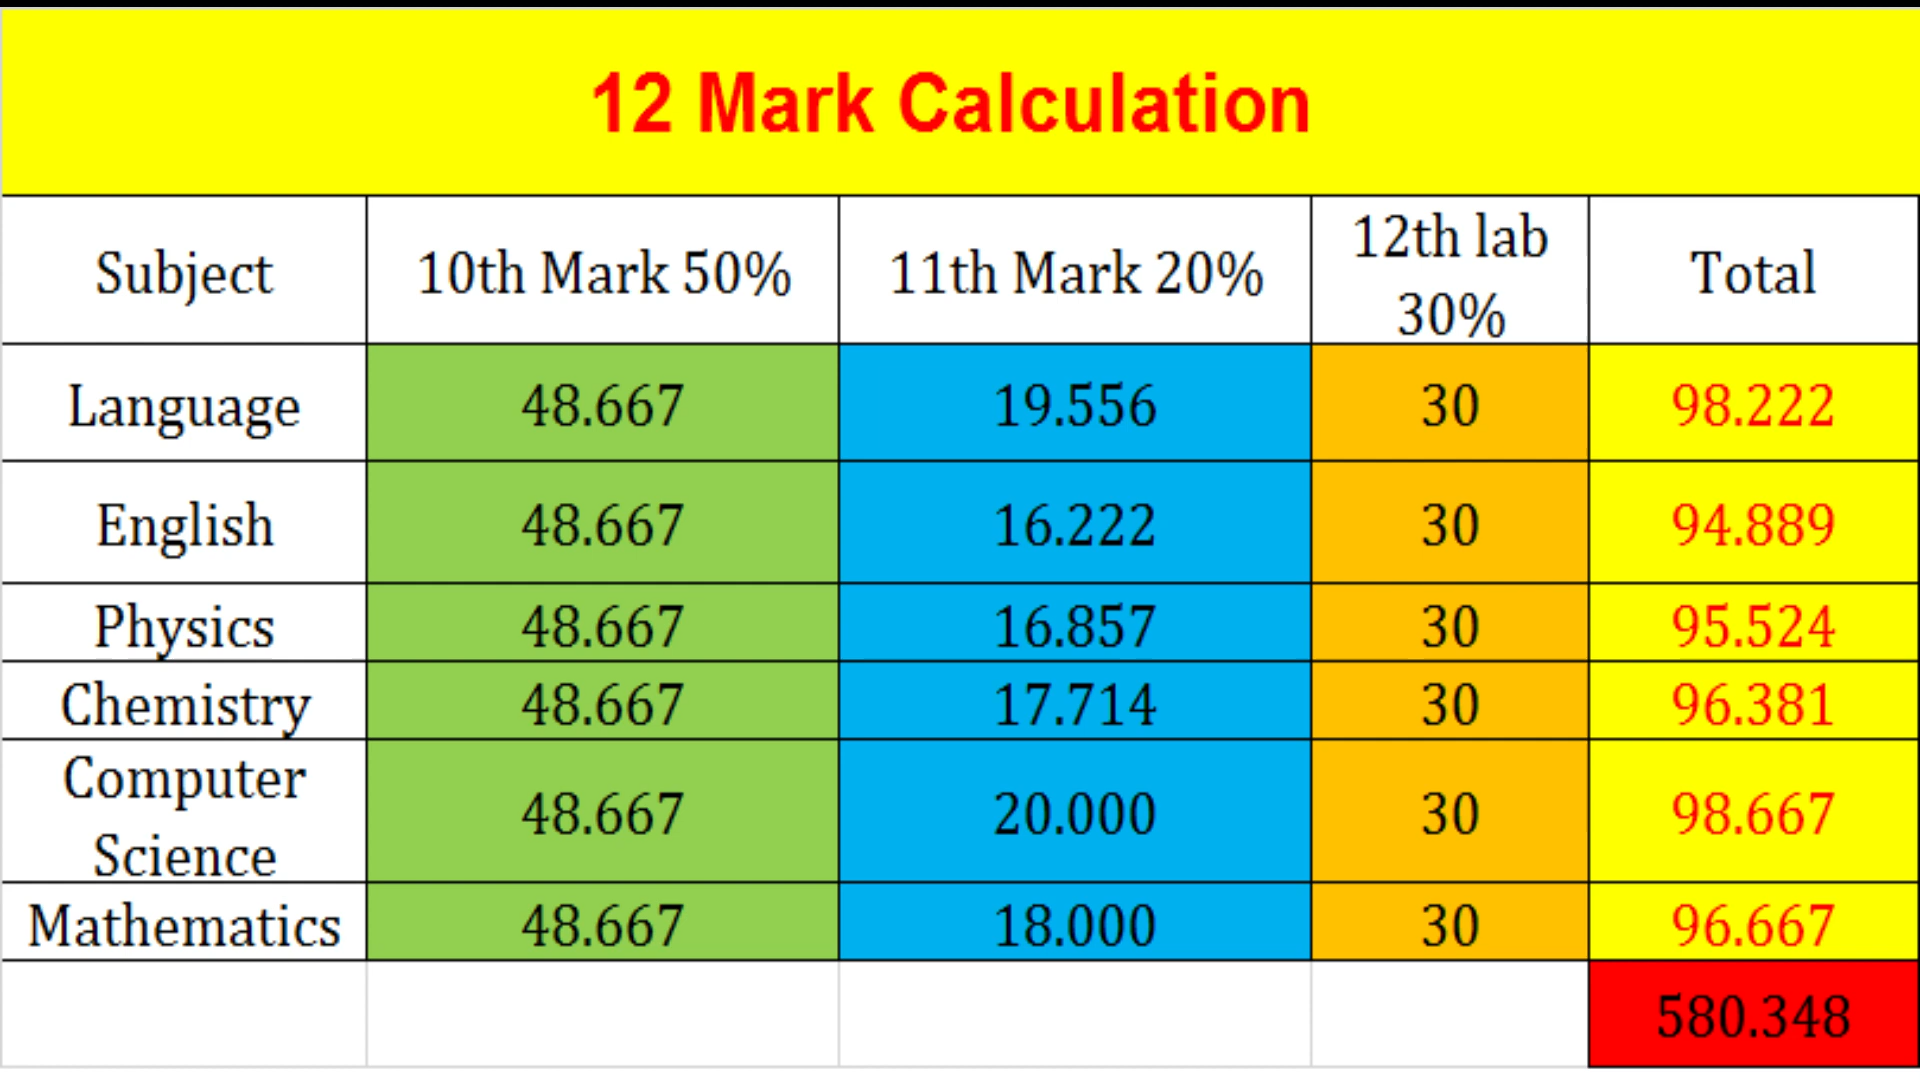 12 Mark Calculation
Subject 10th Mark 50% 11th Mark 20% 12th lab 30% Total
Language 48.667 19.556 30 98.222
English 48.667 16.222 30 94.889
Physics 48.667 16.857 30 95.524
Chemistry 48.667 17.714 30 96.381
Computer Science 48.667 20.000 30 98.667
Mathematics 48.667 18.000 30 96.667
580.348